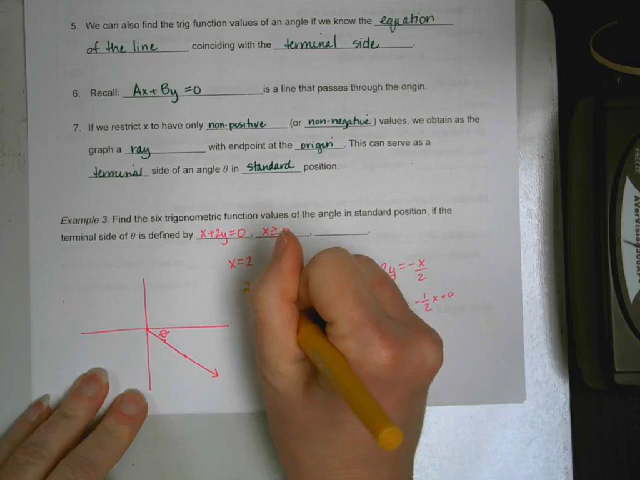 5. We can also find the trig function values of an angle if we know the equation
of the line coinciding with the terminal side.
6. Recall: Ax+By=0 is a line that passes through the origin.
7. If we restrict x to have only non-positive (or non-negative) values, we obtain as the
graph a ray with endpoint at the origin. This can serve as a
terminal side of an angle θ in standard position.
Example 3: Find the six trigonometric function values of the angle in standard position, if the
terminal side of θ is defined by x+2y=0, x≥
x=2
2y=-x/2
-1/2x+0
2
θ